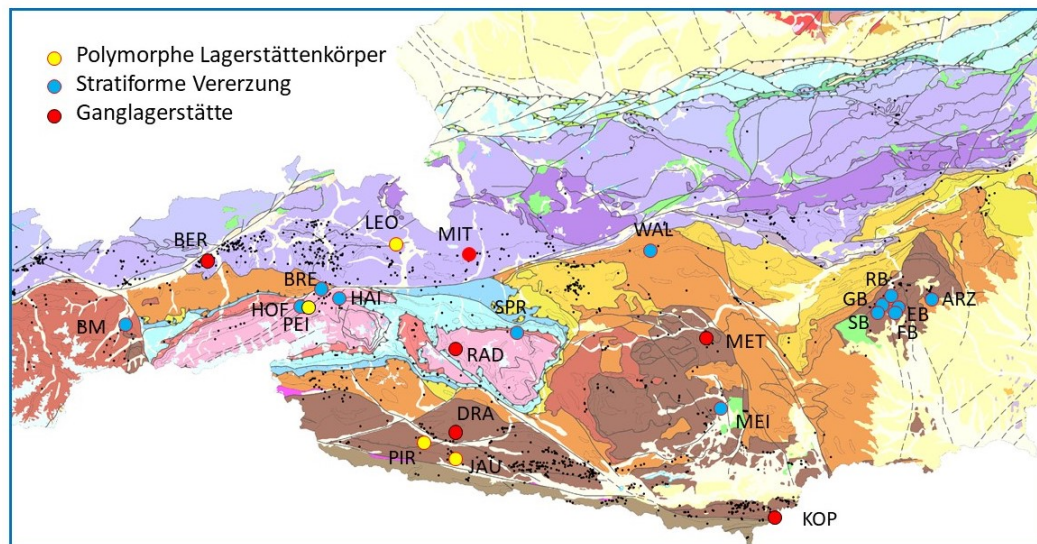 Polymorphe Lagerstättenkörper
Stratiforme Vererzung
Ganglagerstätte
LEO
MIT
WAL
BER
BRE
HAI
RB
GB
ARZ
HOF
PEI
SPR
EB
BM
SB
FB
RAD
MET
DRA
MEI
PIR
JAU
KOP